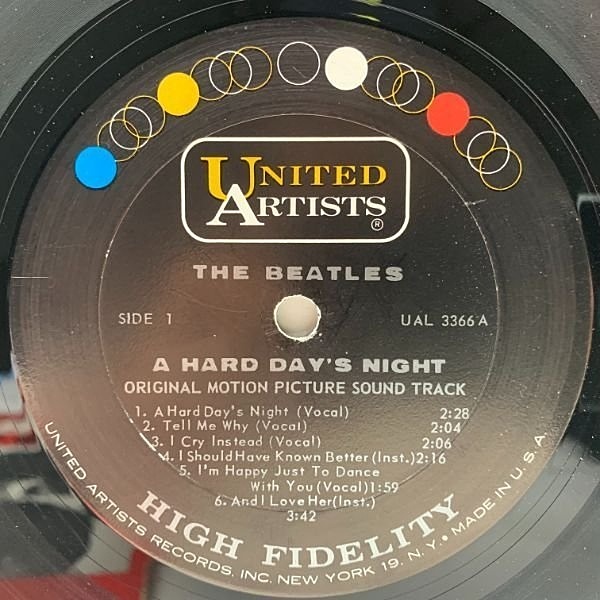 UNITED
ARTISTS
®
THE BEATLES
SIDE 1
UAL 3366 A
A HARD DAY'S NIGHT
ORIGINAL MOTION PICTURE SOUND TRACK
1. A Hard Day's Night (Vocal) 2:28
2. Tell Me Why (Vocal) 2:04
3. I Cry Instead (Vocal) 2:06
4. I Should Have Known Better (Inst.) 2:16
5. I'm Happy Just To Dance
With You (Vocal) 1:59
6. And I Love Her (Inst.)
3:42
HIGH FIDELITY
UNITED ARTISTS RECORDS, INC. NEW YORK 19, N. Y. • MADE IN U. S. A.